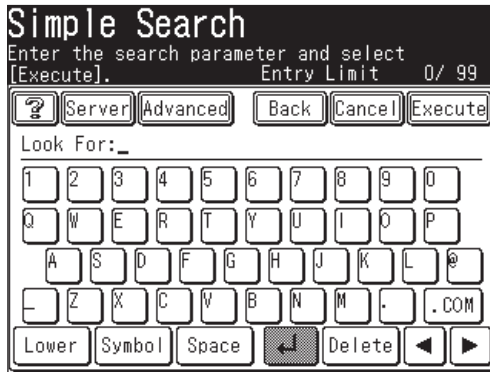 Simple Search
Enter the search parameter and select
[Execute]. Entry Limit 0/ 99
? Server Advanced Back Cancel Execute
Look For:_
1 2 3 4 5 6 7 8 9 0
Q W E R T Y U I O P
A S D F G H J K L @
_ Z X C V B N M . .COM
Lower Symbol Space ↵ Delete ◀ ▶